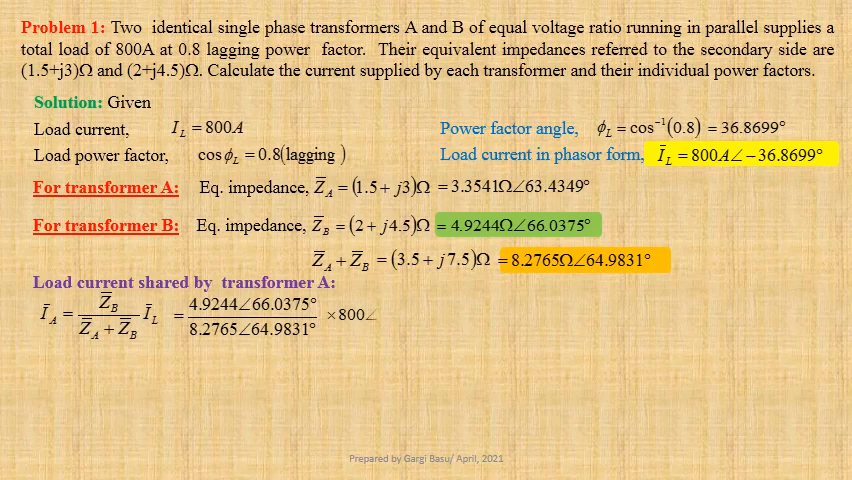 Problem 1: Two identical single phase transformers A and B of equal voltage ratio running in parallel supplies a
total load of 800A at 0.8 lagging power factor. Their equivalent impedances referred to the secondary side are
(1.5+j3)Ω and (2+j4.5)Ω. Calculate the current supplied by each transformer and their individual power factors.
Solution: Given
Load current, I_L = 800A
Power factor angle, ϕ_L = cos⁻¹(0.8) = 36.8699°
Load power factor, cosϕ_L = 0.8(lagging )
Load current in phasor form, Ī_L = 800A∠−36.8699°
For transformer A: Eq. impedance, Z̅_A = (1.5 + j3)Ω = 3.3541Ω∠63.4349°
For transformer B: Eq. impedance, Z̅_B = (2 + j4.5)Ω = 4.9244Ω∠66.0375°
Z̅_A + Z̅_B = (3.5 + j7.5)Ω = 8.2765Ω∠64.9831°
Load current shared by transformer A:
Ī_A = Z̅_B / (Z̅_A + Z̅_B) Ī_L = 4.9244∠66.0375° / 8.2765∠64.9831° ×800∠
Prepared by Gargi Basu/ April, 2021